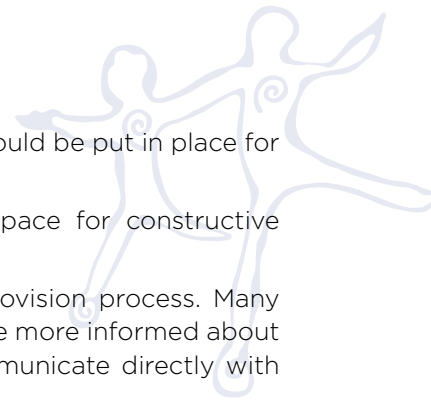 ould be put in place for
pace for constructive
ovision process. Many
e more informed about
municate directly with